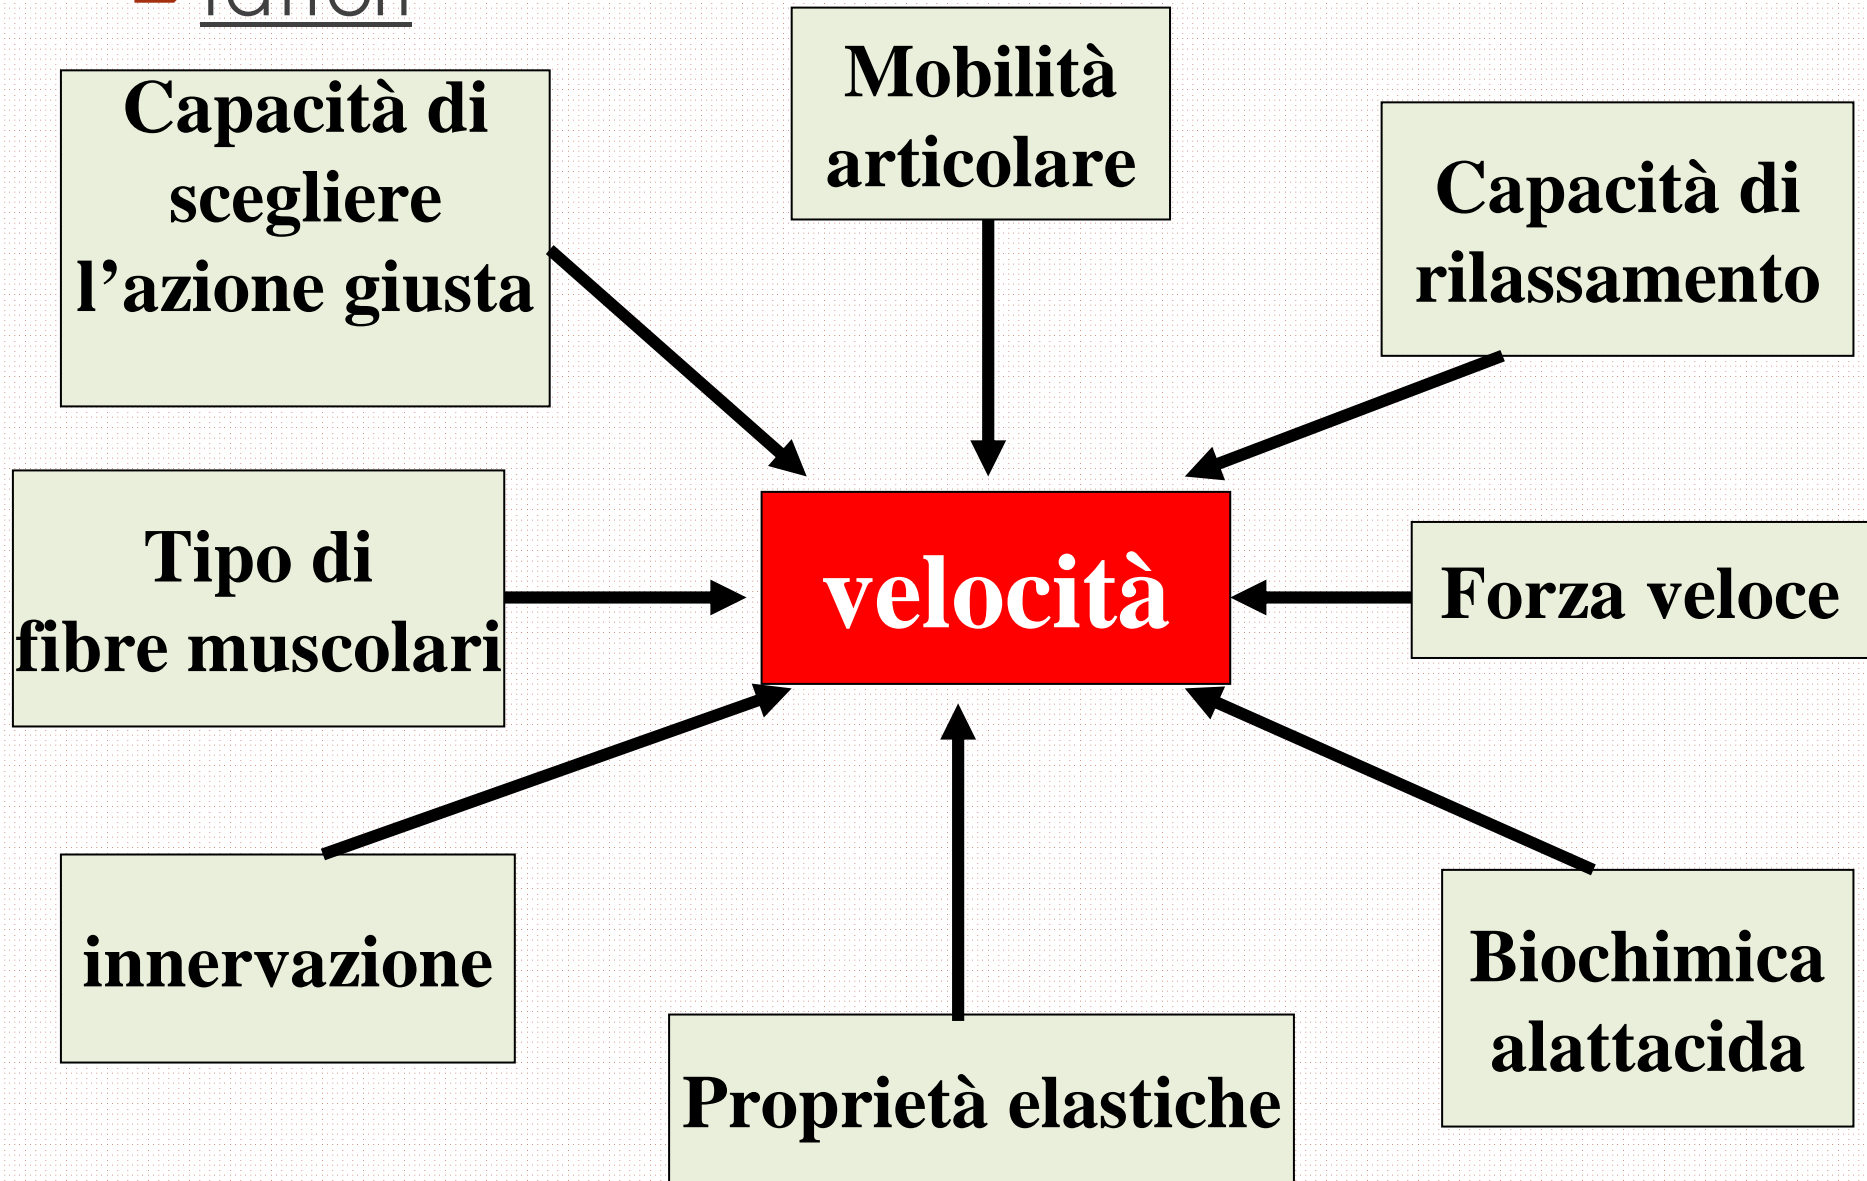 Capacità di
scegliere
l’azione giusta
Mobilità
articolare
Capacità di
rilassamento
Tipo di
fibre muscolari
velocità
Forza veloce
innervazione
Proprietà elastiche
Biochimica
alattacida